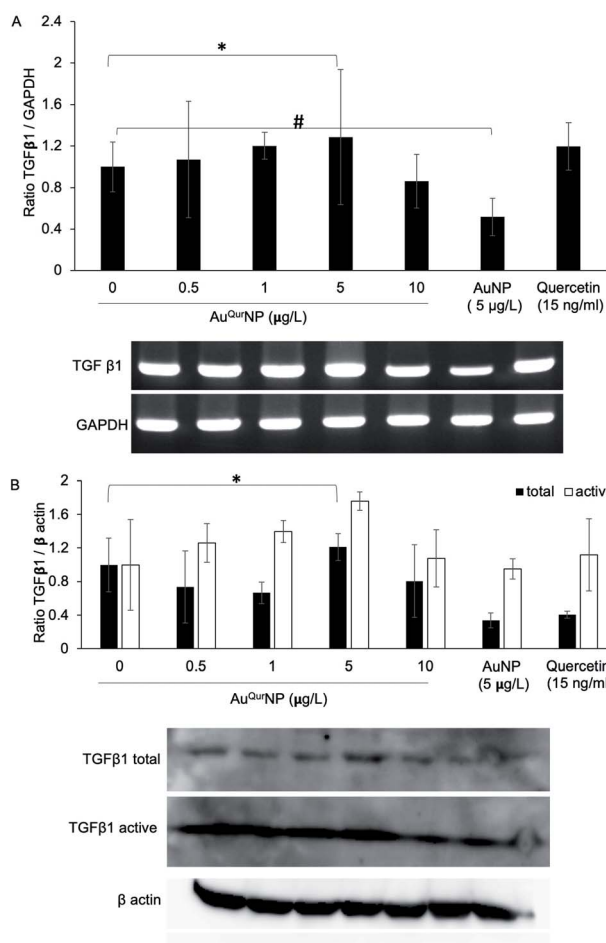 A
2.4
2
1.6
1.2
0.8
0.4
0
Ratio TGFβ1 / GAPDH
*
#
0 0.5 1 5 10 AuNP Quercetin
( 5 µg/L) (15 ng/ml)
Au^QurNP (µg/L)
TGF β1
GAPDH
B
2
1.6
1.2
0.8
0.4
0
Ratio TGFβ1 / β actin
*
total active
0 0.5 1 5 10 AuNP Quercetin
(5 µg/L) (15 ng/ml)
Au^QurNP (µg/L)
TGFβ1 total
TGFβ1 active
β actin